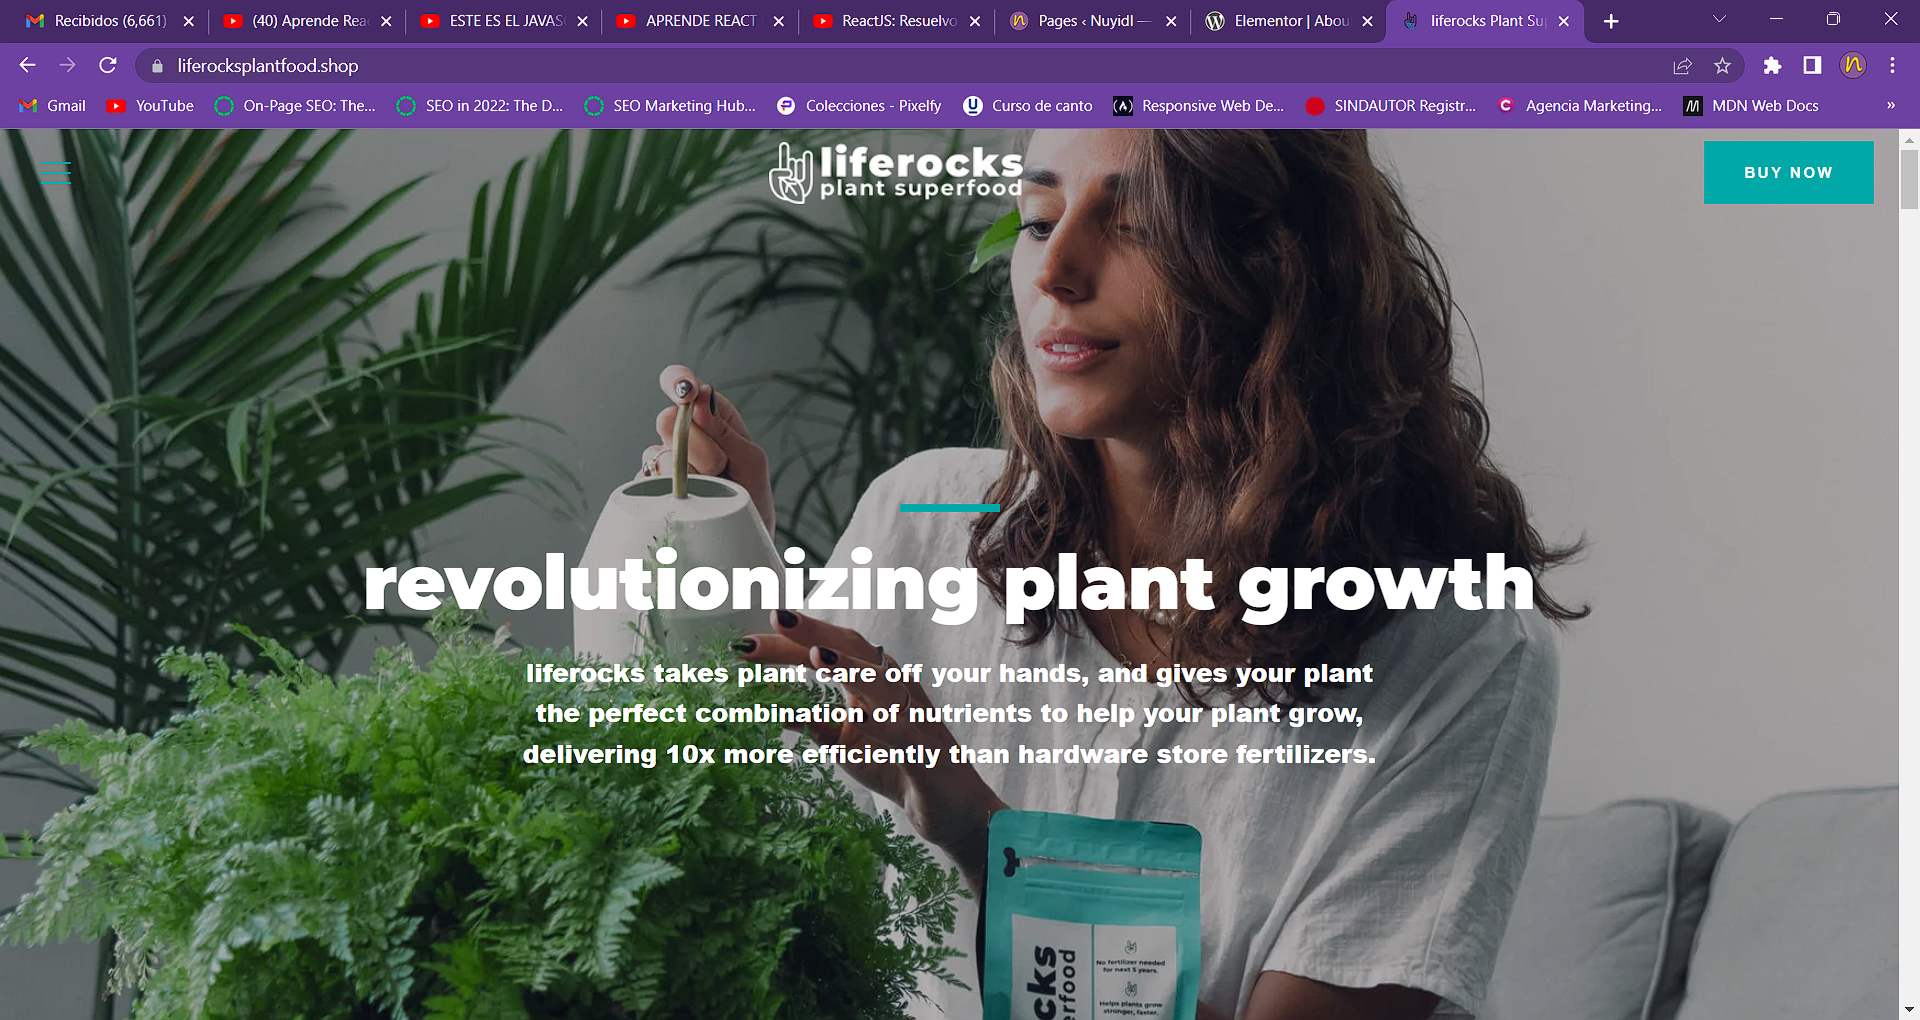 Recibidos (6,661)
(40) Aprende Rea
ESTE ES EL JAVAS
APRENDE REACT
ReactJS: Resuelvo
Pages ‹ Nuyidl —
Elementor | Abou
liferocks Plant Su
liferocksplantfood.shop
Gmail
YouTube
On-Page SEO: The...
SEO in 2022: The D...
SEO Marketing Hub...
Colecciones - Pixelfy
Curso de canto
Responsive Web De...
SINDAUTOR Registr...
Agencia Marketing...
MDN Web Docs
»
liferocks
plant superfood
BUY NOW
revolutionizing plant growth
liferocks takes plant care off your hands, and gives your plant
the perfect combination of nutrients to help your plant grow,
delivering 10x more efficiently than hardware store fertilizers.
cks
erfood
No fertilizer needed
for next 5 years.
Helps plants grow
stronger, faster.